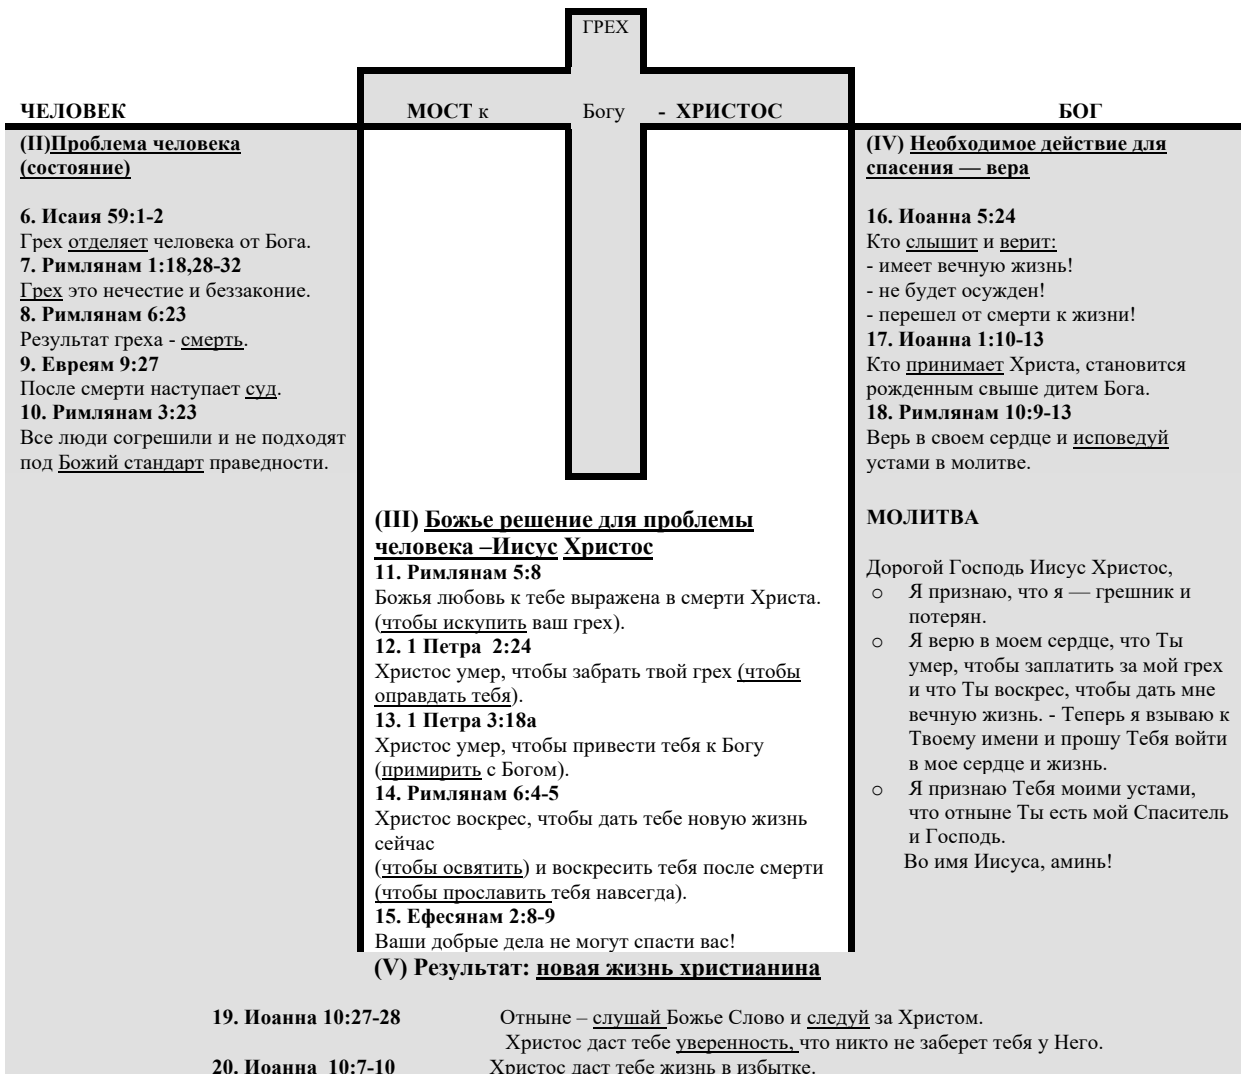 ГРЕХ
ЧЕЛОВЕК МОСТ к Богу - ХРИСТОС БОГ
(II)Проблема человека
(состояние)
6. Исаия 59:1-2
Грех отделяет человека от Бога.
7. Римлянам 1:18,28-32
Грех это нечестие и беззаконие.
8. Римлянам 6:23
Результат греха - смерть.
9. Евреям 9:27
После смерти наступает суд.
10. Римлянам 3:23
Все люди согрешили и не подходят
под Божий стандарт праведности.
(III) Божье решение для проблемы
человека –Иисус Христос
11. Римлянам 5:8
Божья любовь к тебе выражена в смерти Христа.
(чтобы искупить ваш грех).
12. 1 Петра 2:24
Христос умер, чтобы забрать твой грех (чтобы
оправдать тебя).
13. 1 Петра 3:18а
Христос умер, чтобы привести тебя к Богу
(примирить с Богом).
14. Римлянам 6:4-5
Христос воскрес, чтобы дать тебе новую жизнь
сейчас
(чтобы освятить) и воскресить тебя после смерти
(чтобы прославить тебя навсегда).
15. Ефесянам 2:8-9
Ваши добрые дела не могут спасти вас!
(IV) Необходимое действие для
спасения — вера
16. Иоанна 5:24
Кто слышит и верит:
- имеет вечную жизнь!
- не будет осужден!
- перешел от смерти к жизни!
17. Иоанна 1:10-13
Кто принимает Христа, становится
рожденным свыше дитем Бога.
18. Римлянам 10:9-13
Верь в своем сердце и исповедуй
устами в молитве.
МОЛИТВА
Дорогой Господь Иисус Христос,
o Я признаю, что я — грешник и
потерян.
o Я верю в моем сердце, что Ты
умер, чтобы заплатить за мой грех
и что Ты воскрес, чтобы дать мне
вечную жизнь. - Теперь я взываю к
Твоему имени и прошу Тебя войти
в мое сердце и жизнь.
o Я признаю Тебя моими устами,
что отныне Ты есть мой Спаситель
и Господь.
Во имя Иисуса, аминь!
(V) Результат: новая жизнь христианина
19. Иоанна 10:27-28 Отныне – слушай Божье Слово и следуй за Христом.
Христос даст тебе уверенность, что никто не заберет тебя у Него.
20. Иоанна 10:7-10 Христос даст тебе жизнь в избытке.